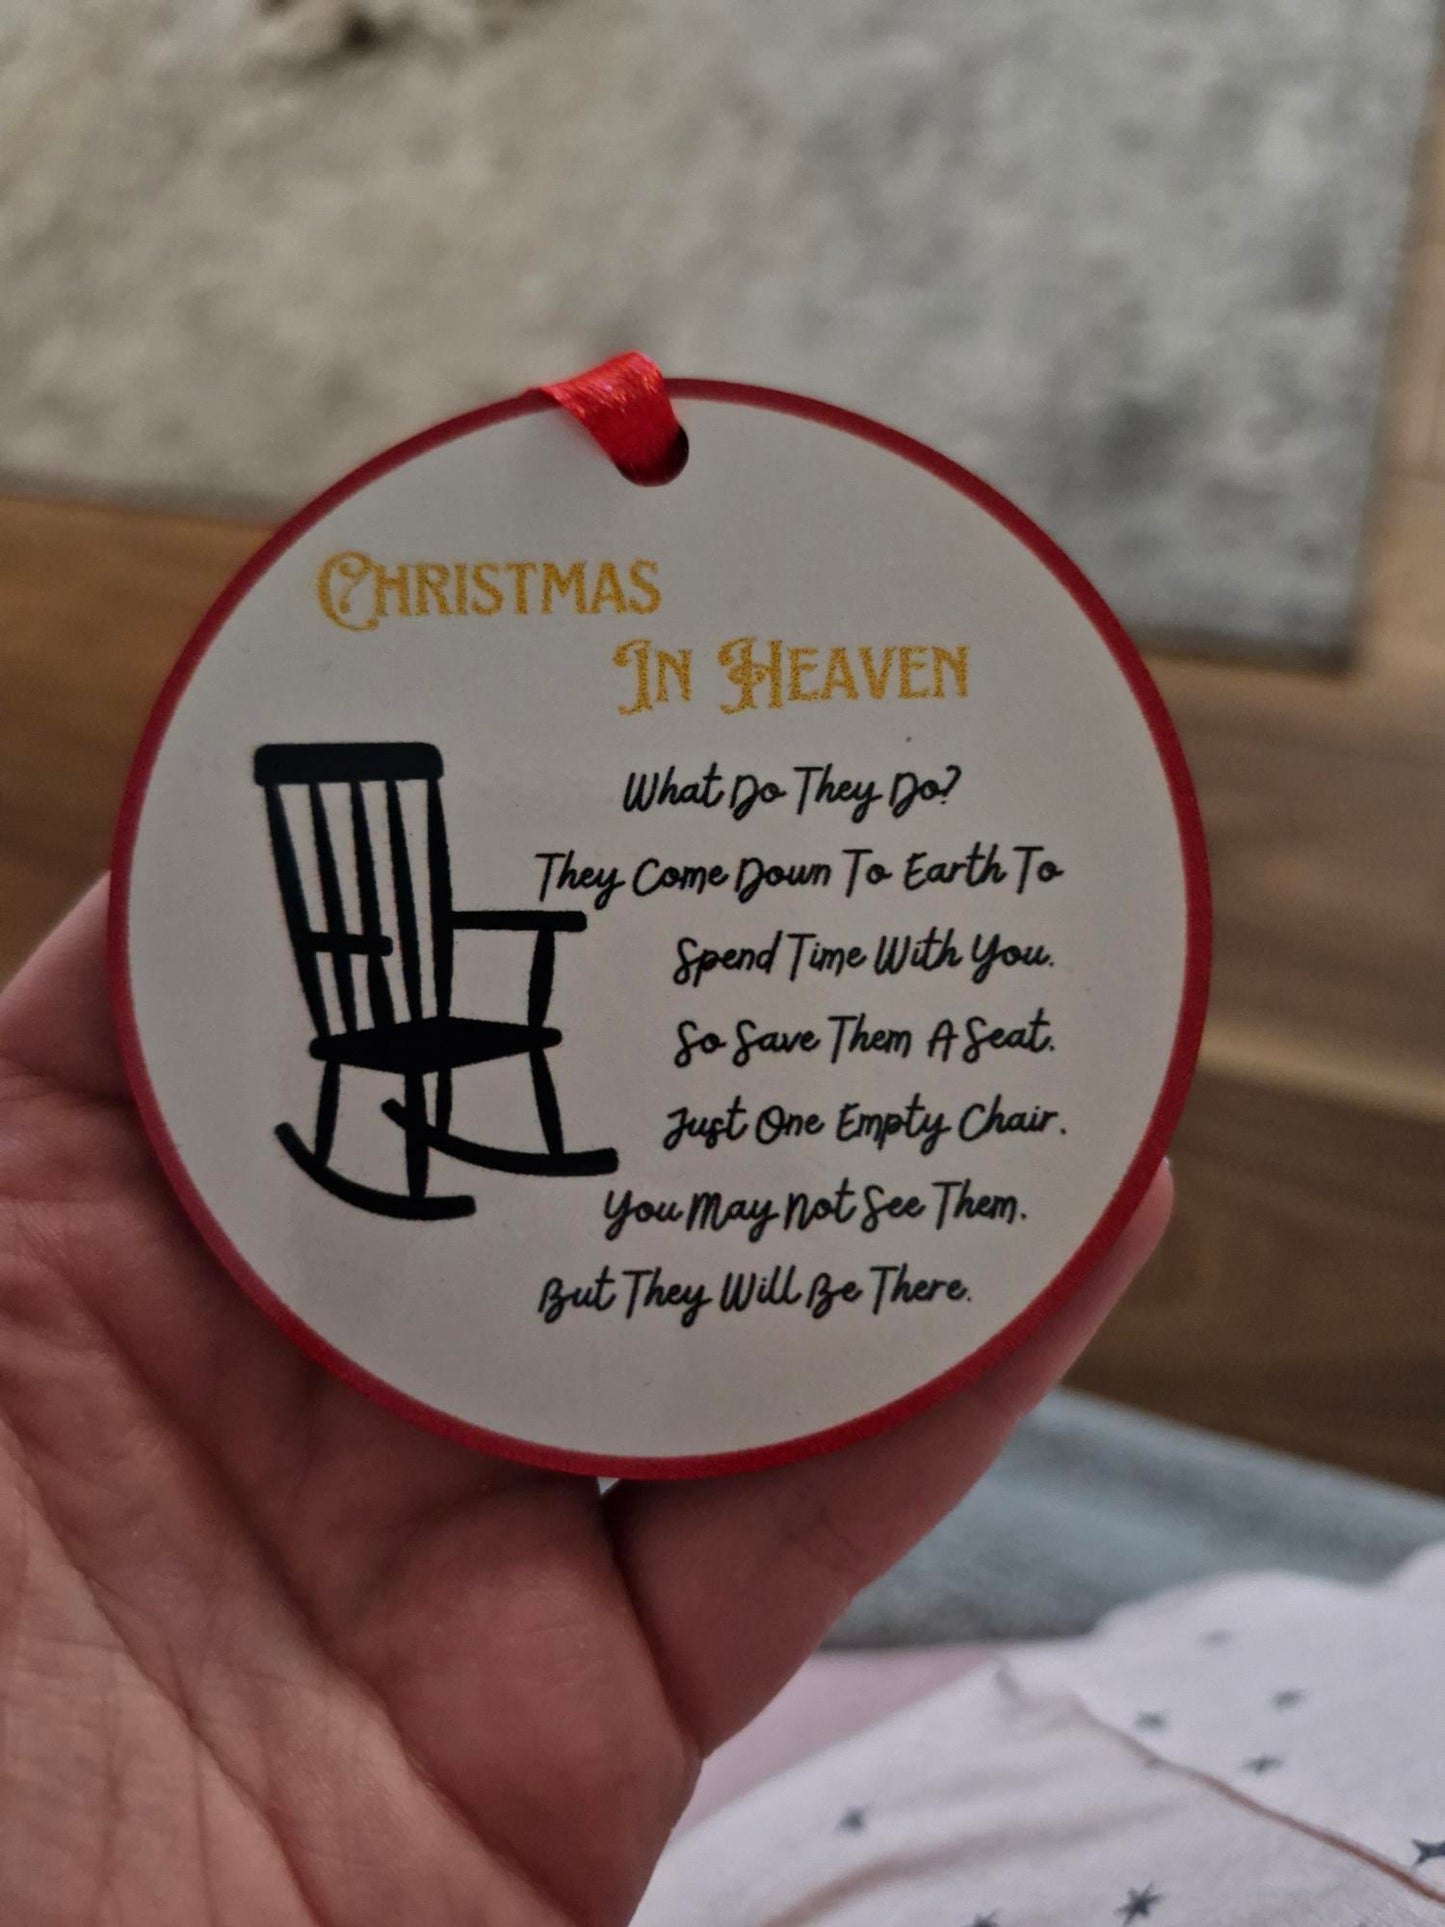 Christmas
In Heaven
What Do They Do?
They Come Down To Earth To
Spend Time With You.
So Save Them A Seat.
Just One Empty Chair.
You May Not See Them.
But They Will Be There.